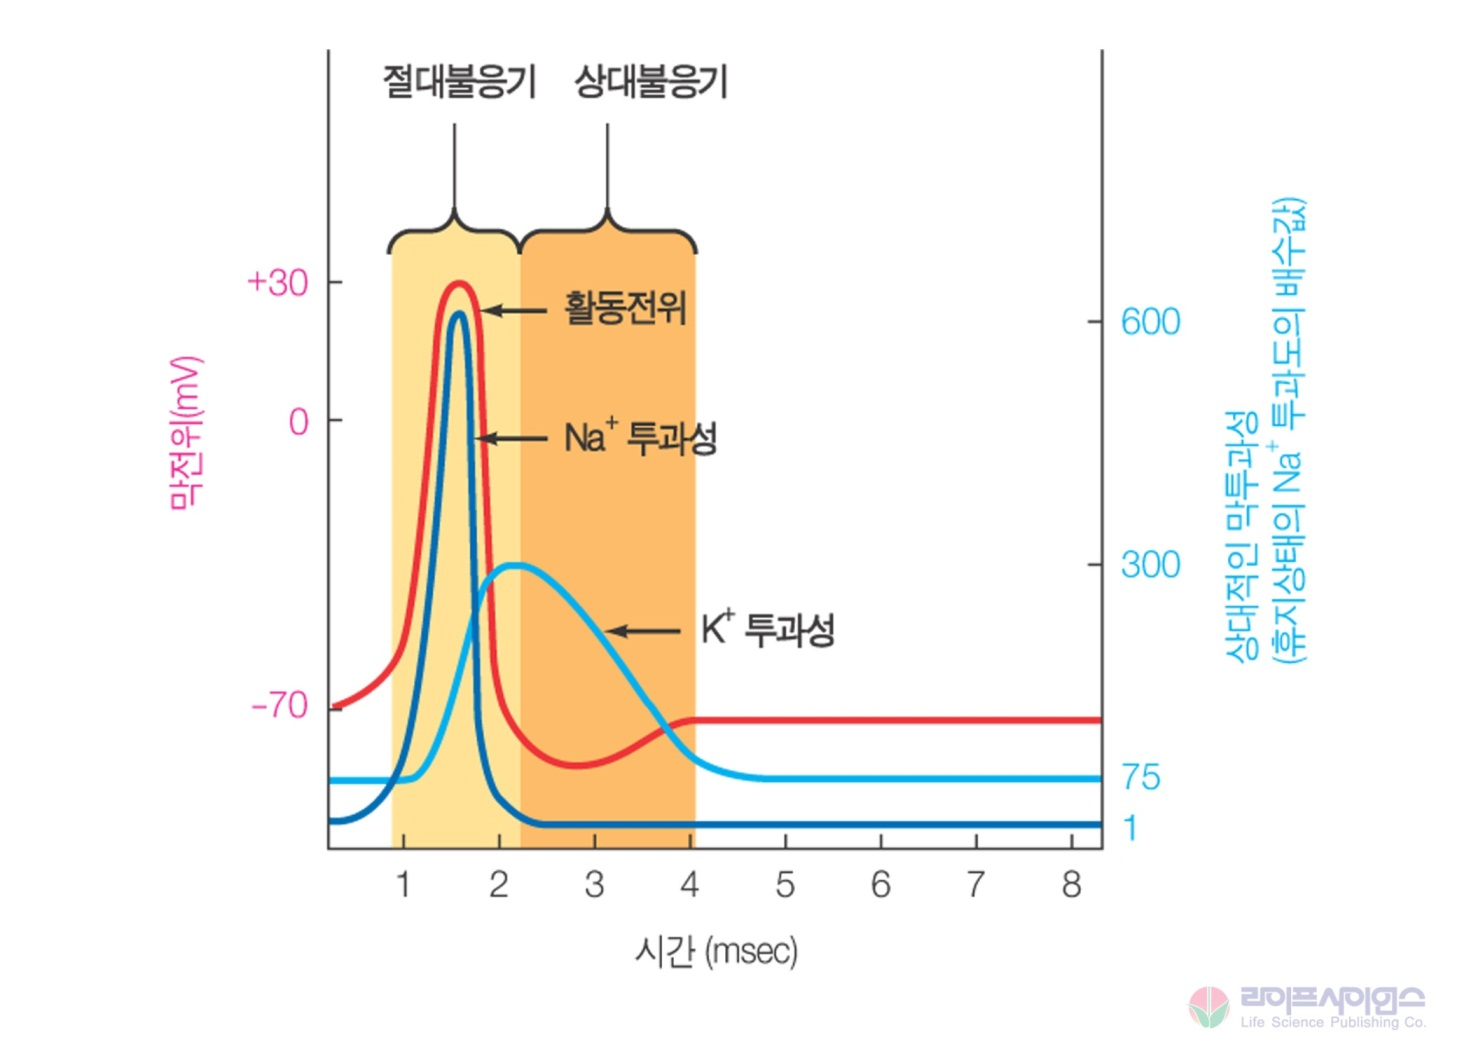 절대불응기
상대불응기
막전위(mV)
+30
0
-70
활동전위
Na⁺ 투과성
K⁺ 투과성
600
300
75
1
상대적인 막투과성
(휴지상태의 Na⁺ 투과도의 배수값)
1 2 3 4 5 6 7 8
시간 (msec)
라이프사이언스
Life Science Publishing Co.